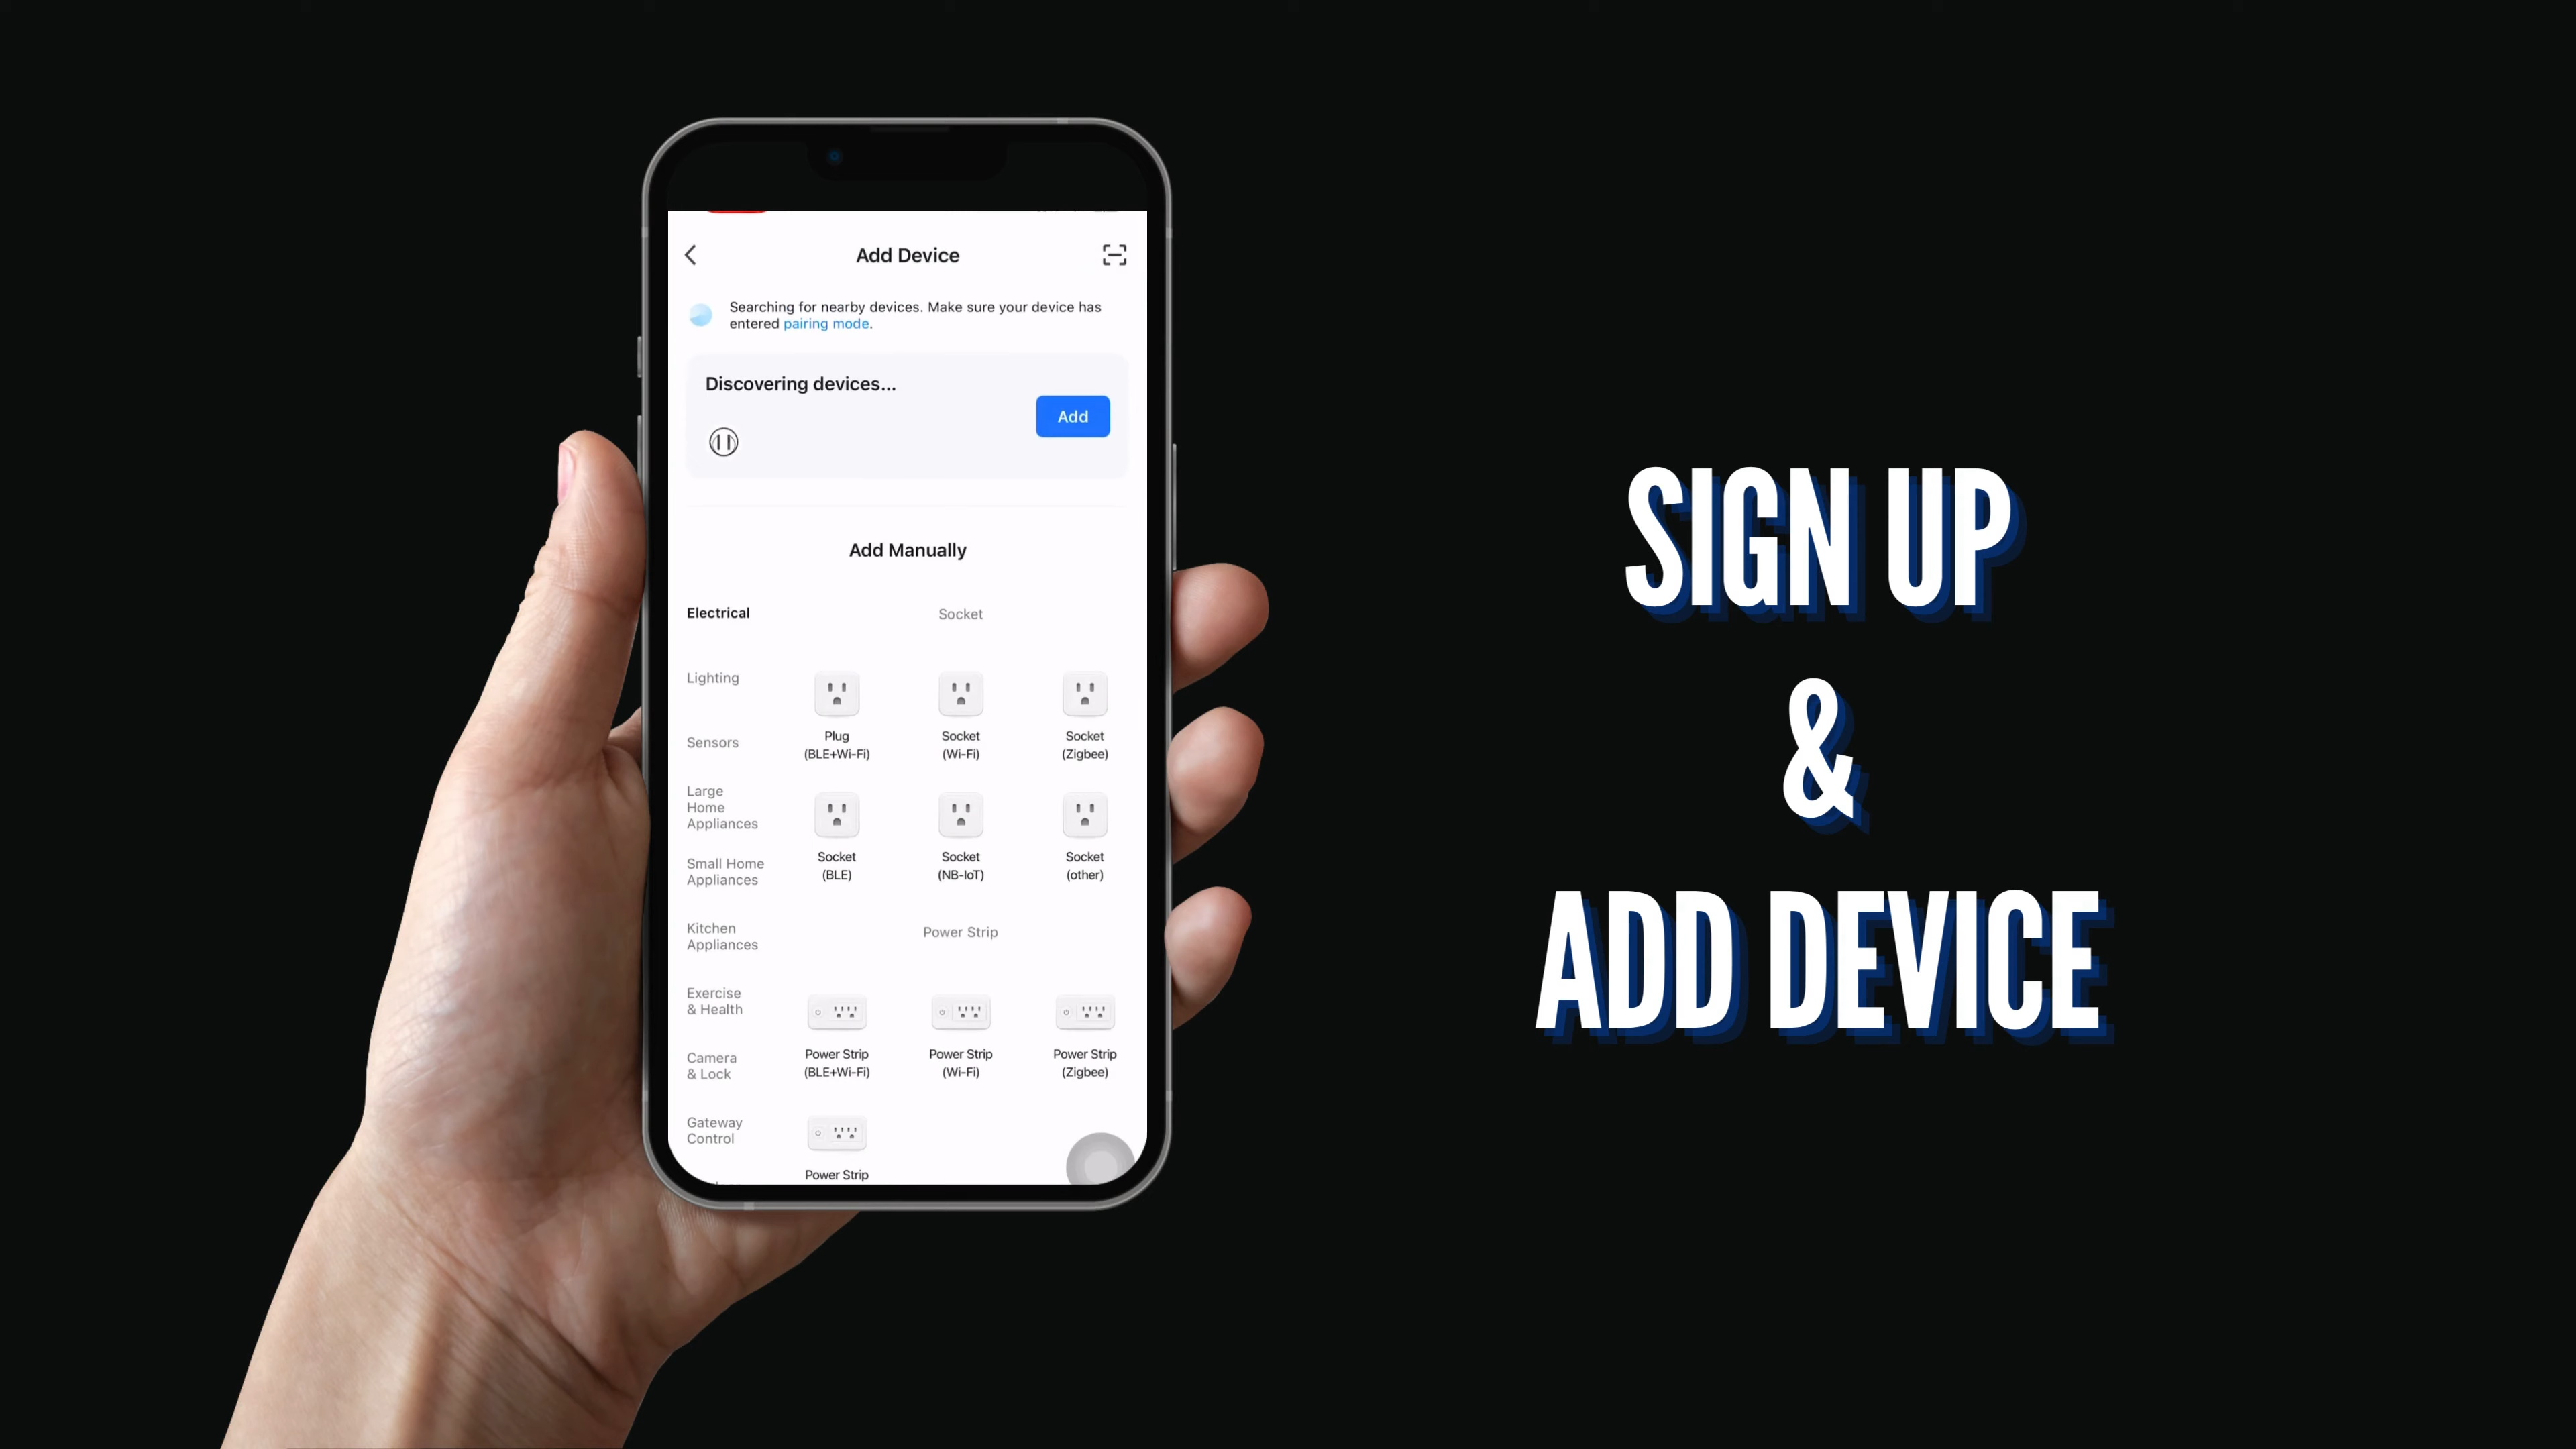 Add Device
Searching for nearby devices. Make sure your device has
entered pairing mode.
Discovering devices...
Add
Add Manually
Electrical
Socket
Lighting
Plug
(BLE+Wi-Fi)
Socket
(Wi-Fi)
Socket
(Zigbee)
Sensors
Large
Home
Appliances
Socket
(BLE)
Socket
(NB-IoT)
Socket
(other)
Small Home
Appliances
Kitchen
Appliances
Power Strip
Exercise
& Health
Power Strip
(BLE+Wi-Fi)
Power Strip
(Wi-Fi)
Power Strip
(Zigbee)
Camera
& Lock
Gateway
Control
Power Strip
SIGN UP
&
ADD DEVICE